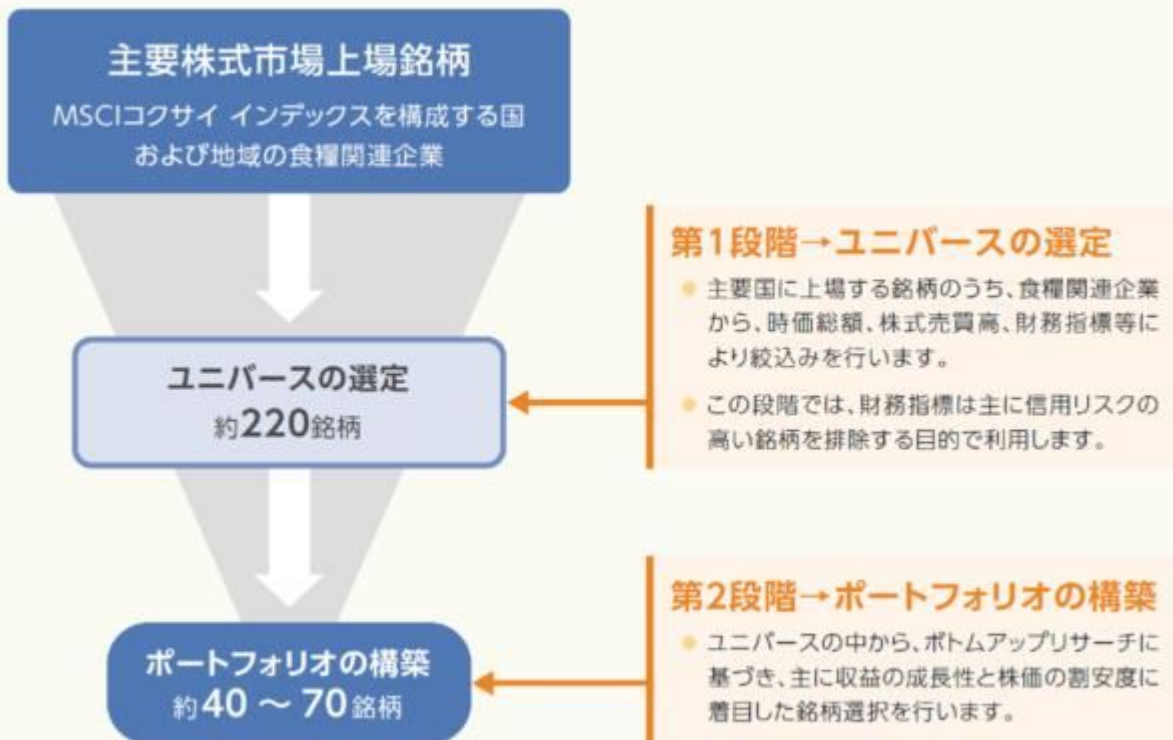 主要株式市場上場銘柄
MSCIコクサイ インデックスを構成する国
および地域の食糧関連企業
第1段階→ユニバースの選定
主要国に上場する銘柄のうち、食糧関連企業
から、時価総額、株式売買高、財務指標等に
より絞込みを行います。
この段階では、財務指標は主に信用リスクの
高い銘柄を排除する目的で利用します。
ユニバースの選定
約220銘柄
第2段階→ポートフォリオの構築
ユニバースの中から、ボトムアップリサーチに
基づき、主に収益の成長性と株価の割安度に
着目した銘柄選択を行います。
ポートフォリオの構築
約40 ～ 70銘柄